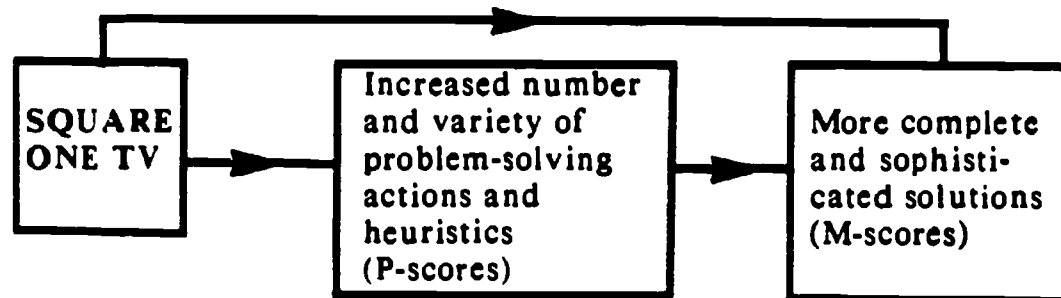 SQUARE
ONE TV
Increased number
and variety of
problem-solving
actions and
heuristics
(P-scores)
More complete
and sophisti-
cated solutions
(M-scores)